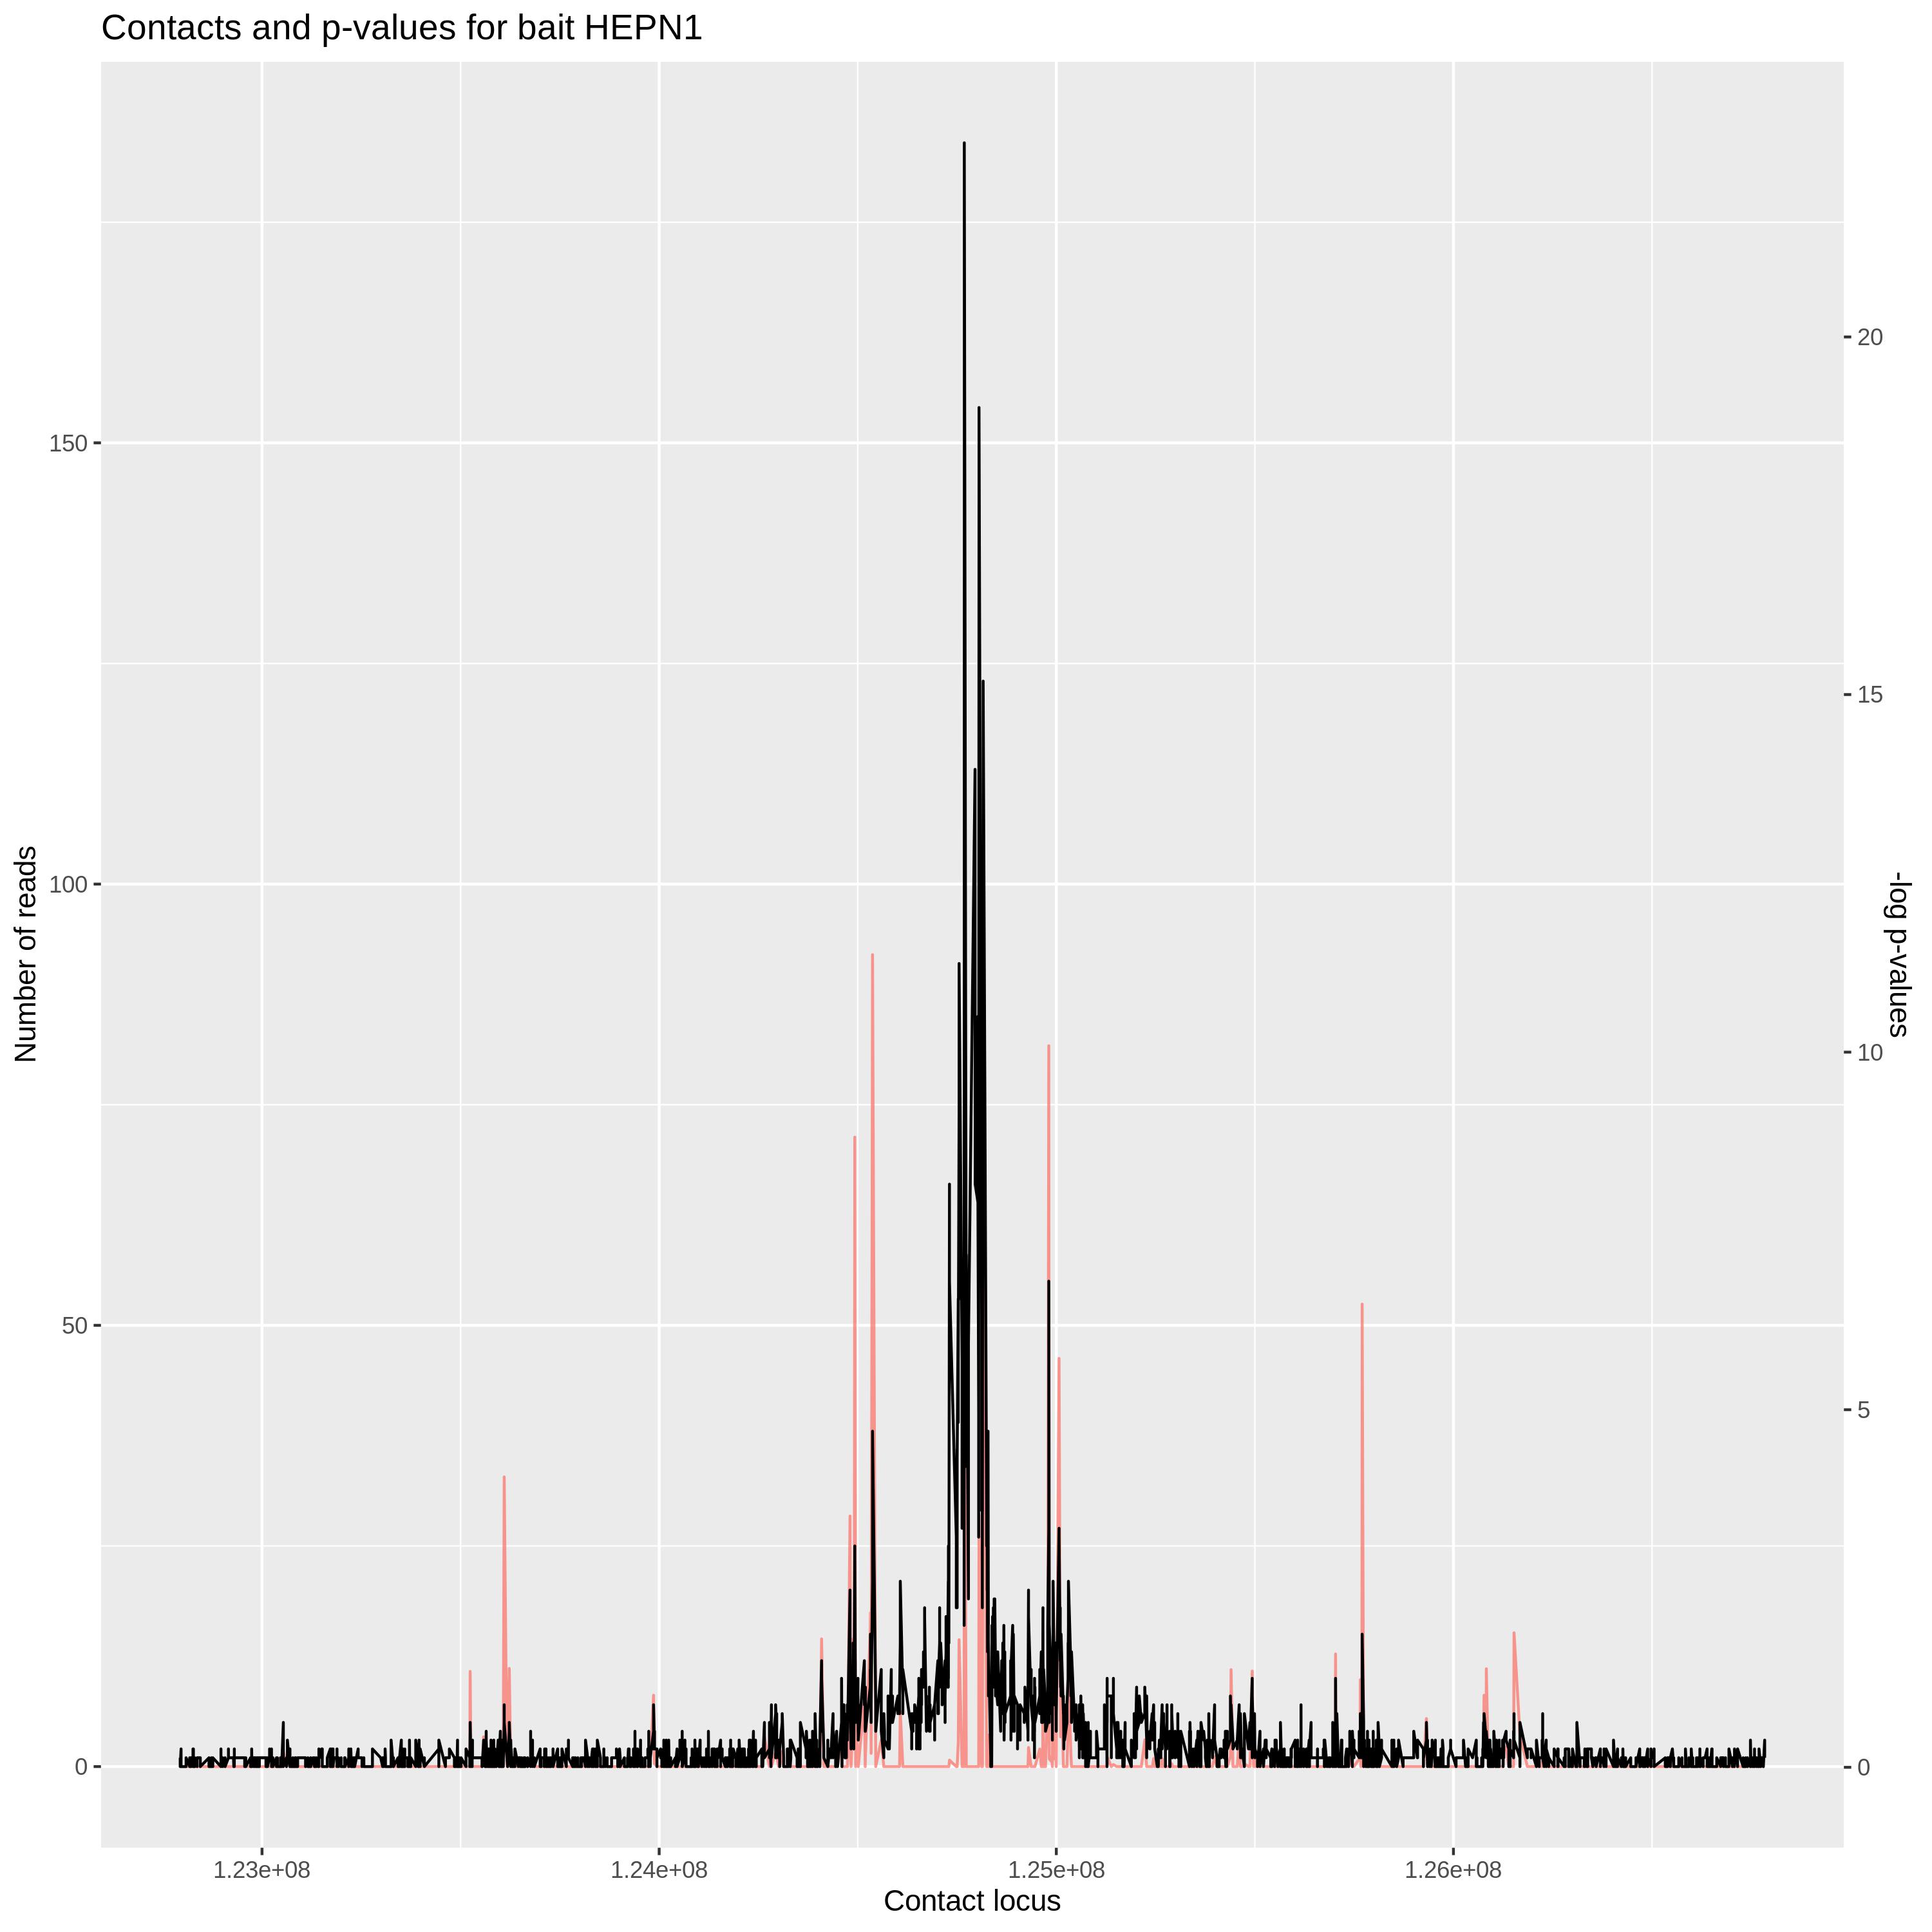 Contacts and p-values for bait HEPN1
Number of reads
150
100
50
0
20
15
10
5
0
-log p-values
1.23e+08
1.24e+08
1.25e+08
1.26e+08
Contact locus